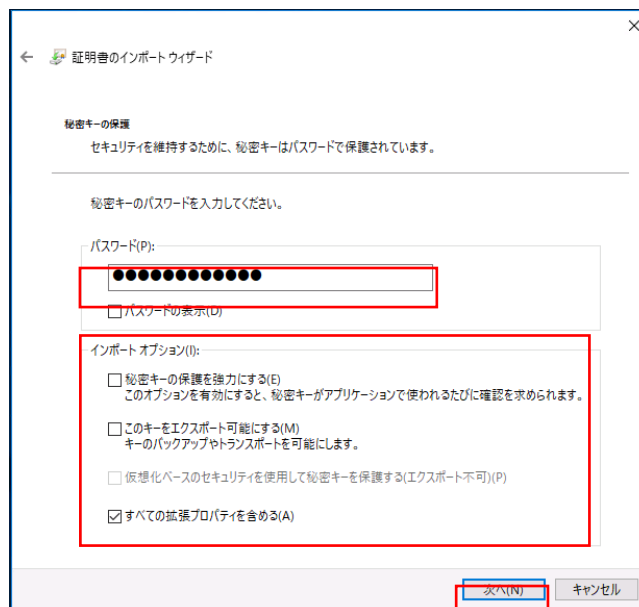 証明書のインポート ウィザード
秘密キーの保護
セキュリティを維持するために、秘密キーはパスワードで保護されています。
秘密キーのパスワードを入力してください。
パスワード(P):
●●●●●●●●●●●●
パスワードの表示(D)
インポート オプション(I):
秘密キーの保護を強力にする(E)
このオプションを有効にすると、秘密キーがアプリケーションで使われるたびに確認を求められます。
このキーをエクスポート可能にする(M)
キーのバックアップやトランスポートを可能にします。
仮想化ベースのセキュリティを使用して秘密キーを保護する(エクスポート不可)(P)
すべての拡張プロパティを含める(A)
次へ(N)
キャンセル